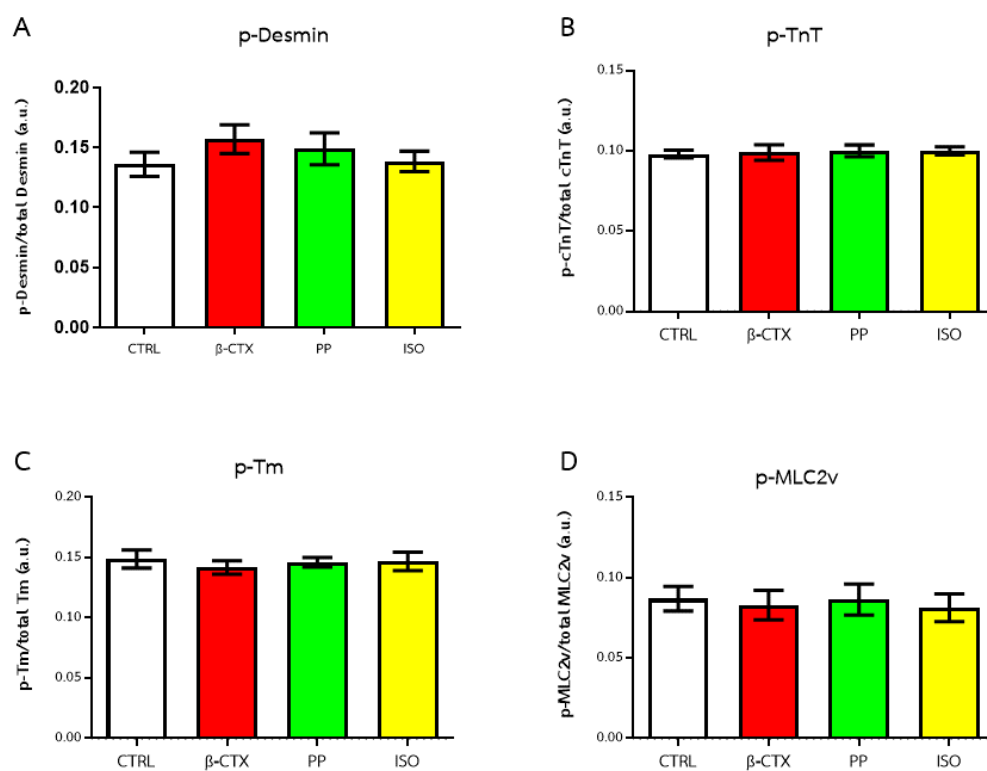 A
p-Desmin
p-Desmin/total Desmin (a.u.)
0.20
0.15
0.10
0.05
0.00
CTRL β-CTX PP ISO
B
p-TnT
p-cTnT/total cTnT (a.u.)
0.15
0.10
0.05
0.00
CTRL β-CTX PP ISO
C
p-Tm
p-Tm/total Tm (a.u.)
0.20
0.15
0.10
0.05
0.00
CTRL β-CTX PP ISO
D
p-MLC2v
p-MLC2v/total MLC2v (a.u.)
0.15
0.10
0.05
0.00
CTRL β-CTX PP ISO